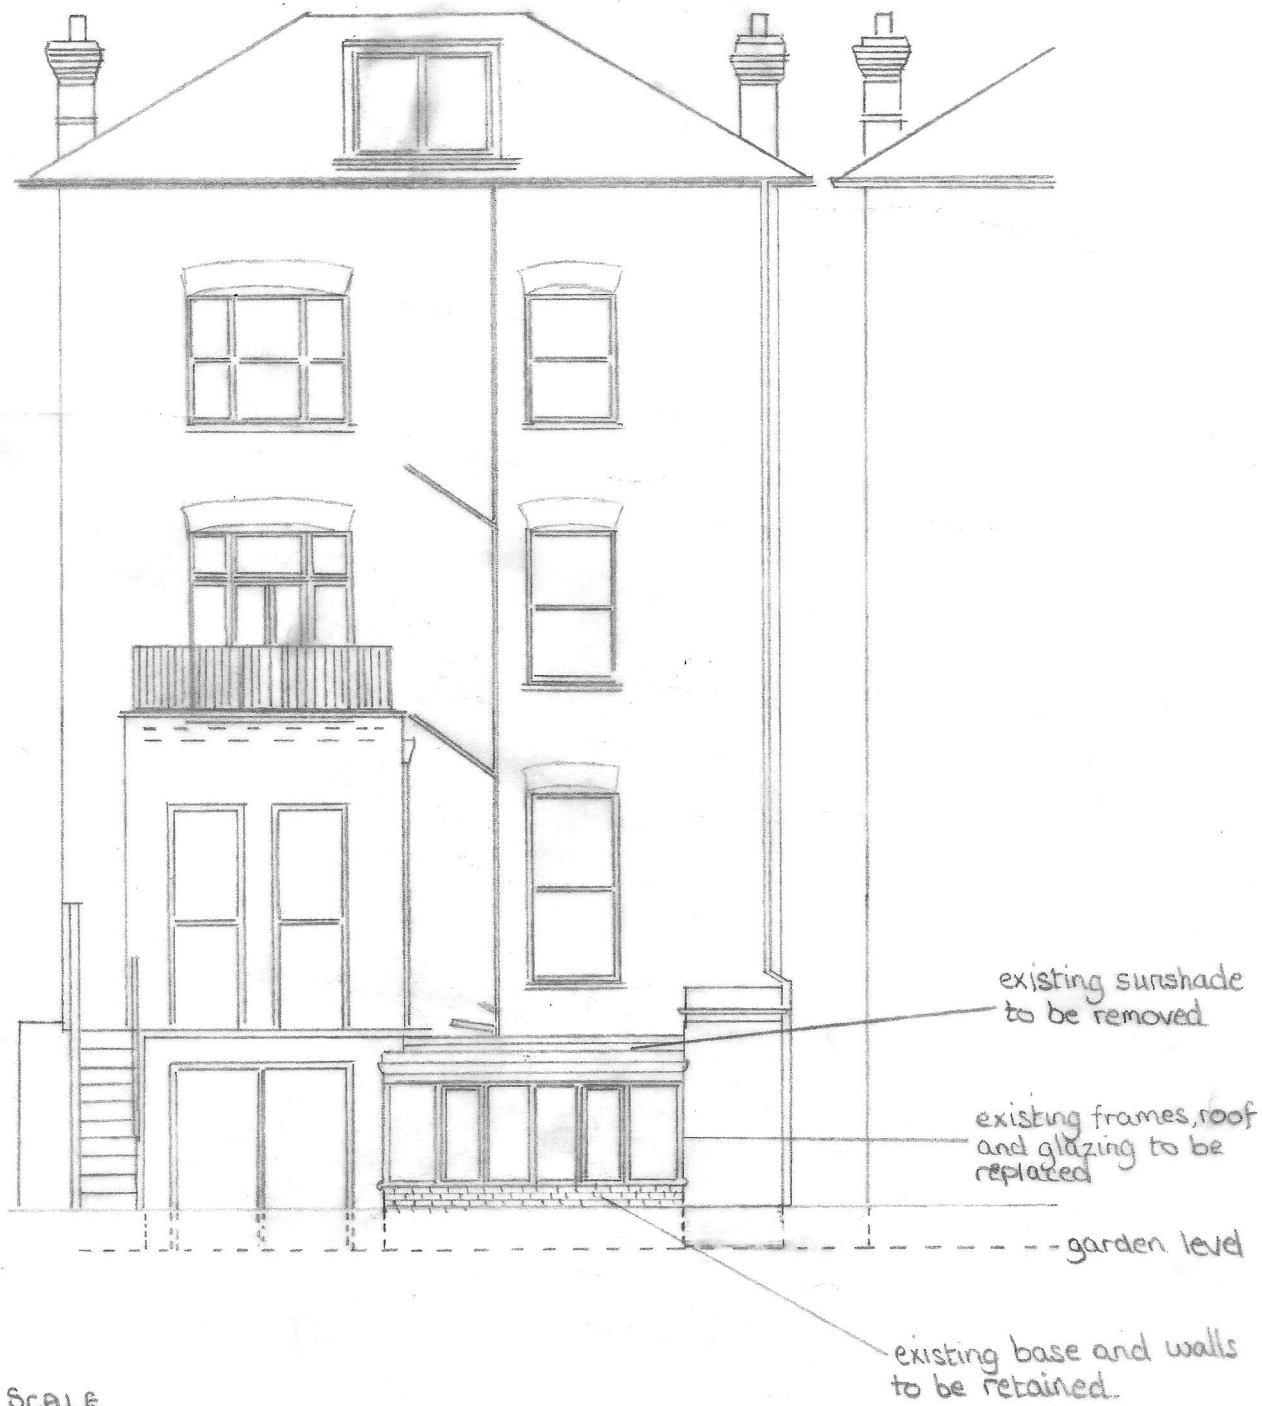 existing sunshade
to be removed
existing frames, roof
and glazing to be
replaced
garden level
existing base and walls
to be retained
SCALE